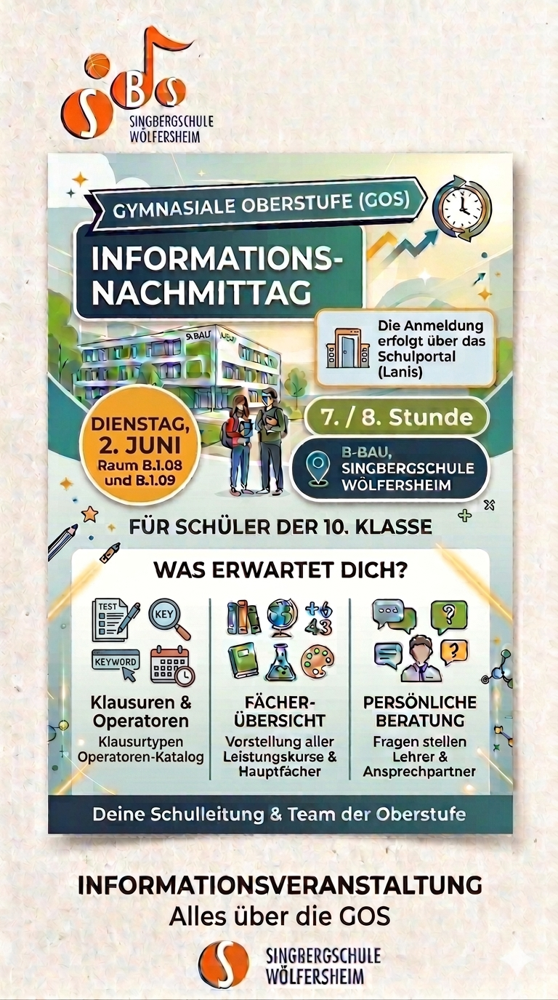 SBS
SINGBERGSCHULE
WÖLFERSHEIM
GYMNASIALE OBERSTUFE (GOS)
INFORMATIONS-
NACHMITTAG
Die Anmeldung
erfolgt über das
Schulportal
(Lanis)
DIENSTAG,
2. JUNI
Raum B.1.08
und B.1.09
7. / 8. Stunde
B-BAU,
SINGBERGSCHULE
WÖLFERSHEIM
FÜR SCHÜLER DER 10. KLASSE
WAS ERWARTET DICH?
TEST
KEY
KEYWORD
Klausuren &
Operatoren
Klausurtypen
Operatoren-Katalog
+6
43
FÄCHER-
ÜBERSICHT
Vorstellung aller
Leistungskurse &
Hauptfächer
...
?
?
PERSÖNLICHE
BERATUNG
Fragen stellen
Lehrer &
Ansprechpartner
Deine Schulleitung & Team der Oberstufe
INFORMATIONSVERANSTALTUNG
Alles über die GOS
S
SINGBERGSCHULE
WÖLFERSHEIM